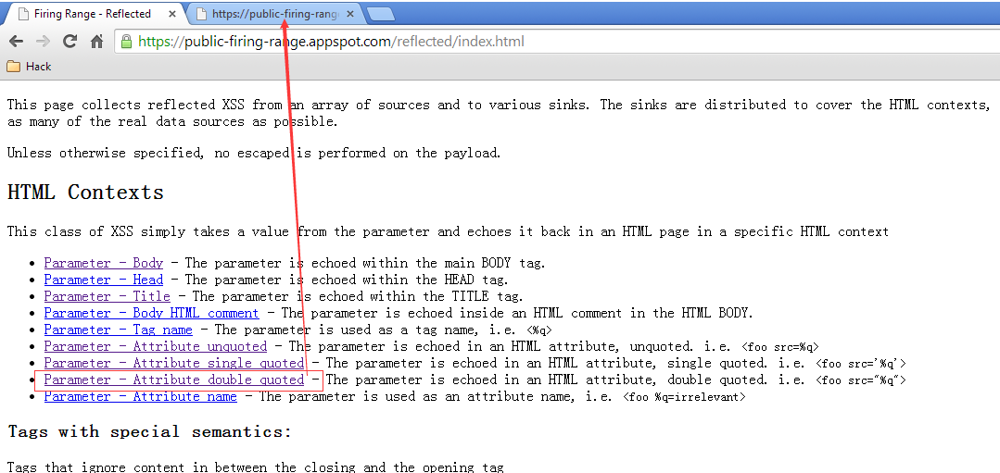 Firing Range - Reflected
https://public-firing-rang
https://public-firing-range.appspot.com/reflected/index.html
Hack
This page collects reflected XSS from an array of sources and to various sinks. The sinks are distributed to cover the HTML contexts,
as many of the real data sources as possible.
Unless otherwise specified, no escaped is performed on the payload.
HTML Contexts
This class of XSS simply takes a value from the parameter and echoes it back in an HTML page in a specific HTML context
• Parameter - Body - The parameter is echoed within the main BODY tag.
• Parameter - Head - The parameter is echoed within the HEAD tag.
• Parameter - Title - The parameter is echoed within the TITLE tag.
• Parameter - Body HTML comment - The parameter is echoed inside an HTML comment in the HTML BODY.
• Parameter - Tag name - The parameter is used as a tag name, i.e. <%q>
• Parameter - Attribute unquoted - The parameter is echoed in an HTML attribute, unquoted. i.e. <foo src=%q>
• Parameter - Attribute single quoted - The parameter is echoed in an HTML attribute, single quoted. i.e. <foo src='%q'>
• Parameter - Attribute double quoted - The parameter is echoed in an HTML attribute, double quoted. i.e. <foo src="%q">
• Parameter - Attribute name - The parameter is used as an attribute name, i.e. <foo %q=irrelevant>
Tags with special semantics:
Tags that ignore content in between the closing and the opening tag